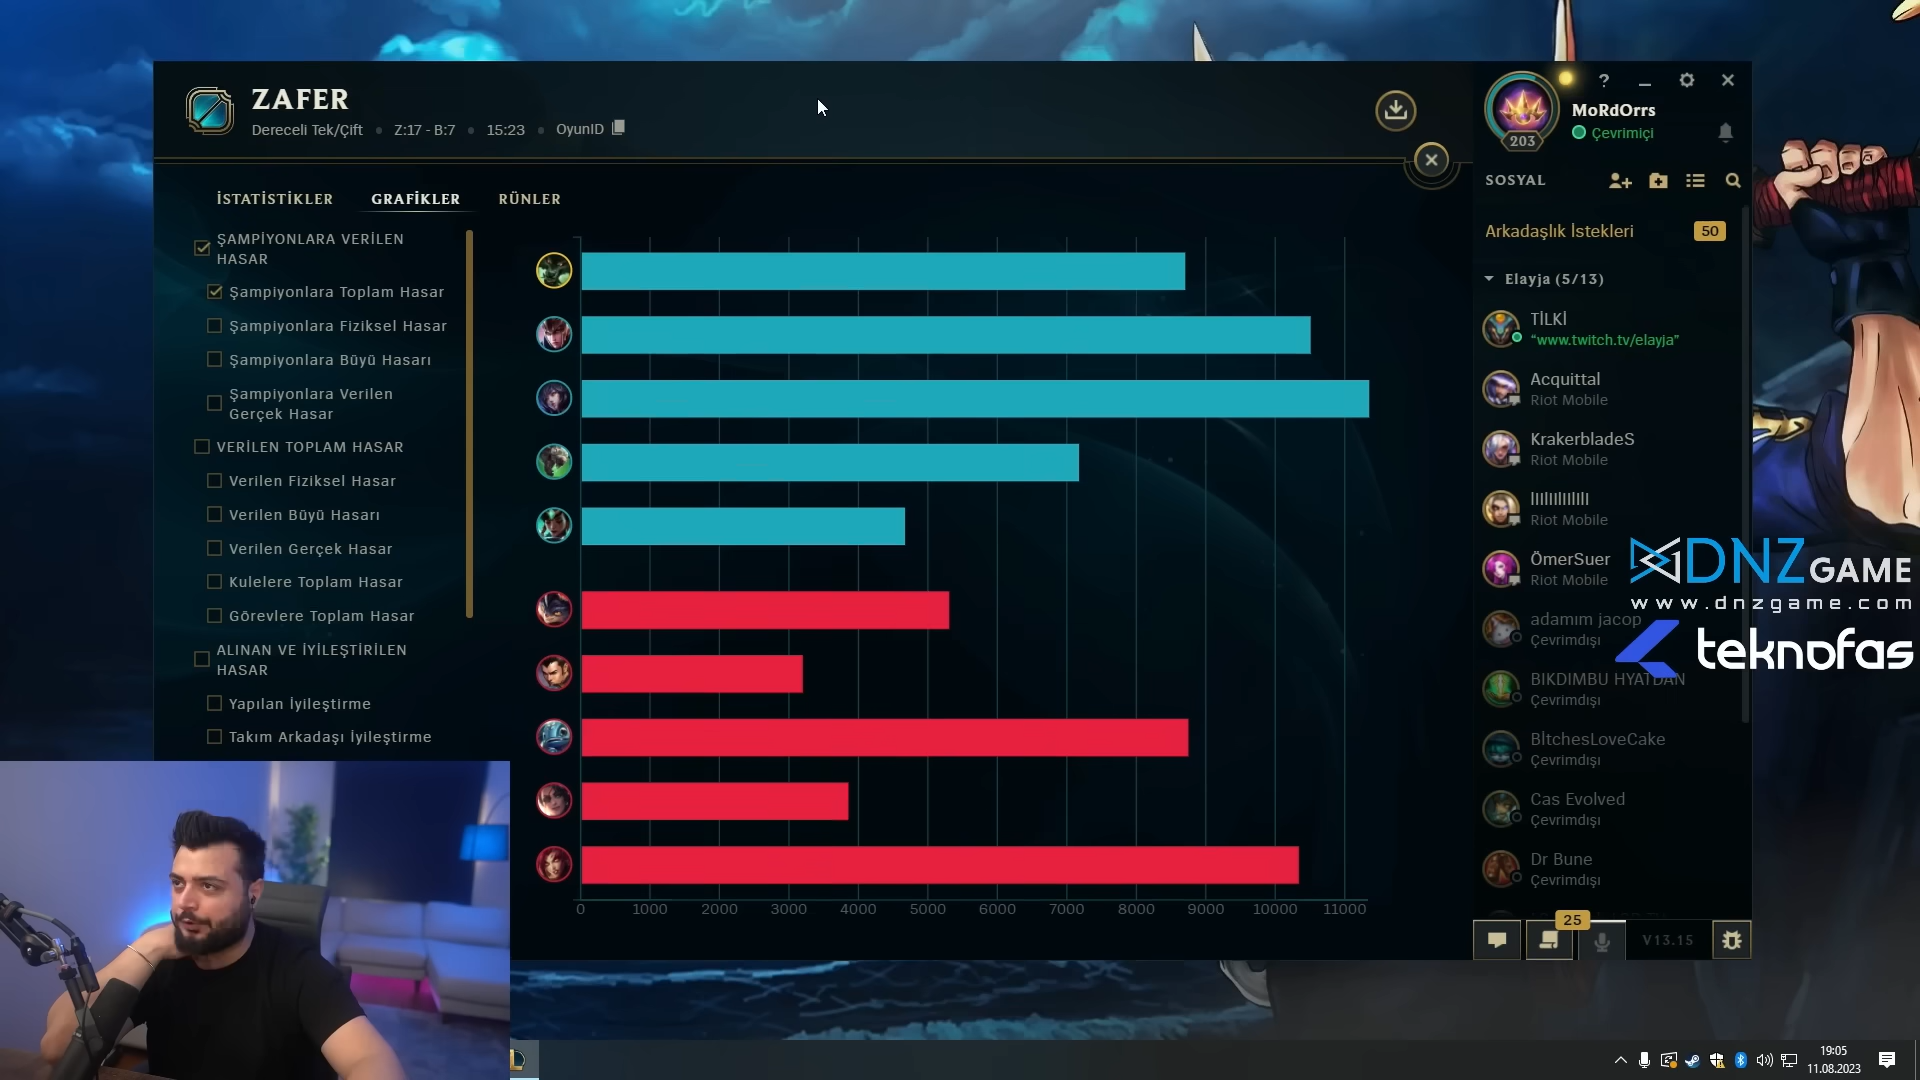 ZAFER
Dereceli Tek/Çift • Z:17 - B:7 • 15:23 • OyunID
İSTATİSTİKLER GRAFİKLER RÜNLER
ŞAMPİYONLARA VERİLEN
HASAR
Şampiyonlara Toplam Hasar
Şampiyonlara Fiziksel Hasar
Şampiyonlara Büyü Hasarı
Şampiyonlara Verilen
Gerçek Hasar
VERİLEN TOPLAM HASAR
Verilen Fiziksel Hasar
Verilen Büyü Hasarı
Verilen Gerçek Hasar
Kulelere Toplam Hasar
Görevlere Toplam Hasar
ALINAN VE İYİLEŞTİRİLEN
HASAR
Yapılan İyileştirme
Takım Arkadaşı İyileştirme
0 1000 2000 3000 4000 5000 6000 7000 8000 9000 10000 11000
?
203
MoRdOrrs
Çevrimiçi
SOSYAL
Arkadaşlık İstekleri 50
Elayja (5/13)
TİLKİ
“www.twitch.tv/elayja”
Acquittal
Riot Mobile
KrakerbladeS
Riot Mobile
Riot Mobile
ÖmerSuer
Riot Mobile
adamım jacop
Çevrimdışı
BIKDIMBU HYATDAN
Çevrimdışı
BİtchesLoveCake
Çevrimdışı
Cas Evolved
Çevrimdışı
Dr Bune
Çevrimdışı
25
V13.15
DNZ GAME
www.dnzgame.com
teknofas
19:05
11.08.2023